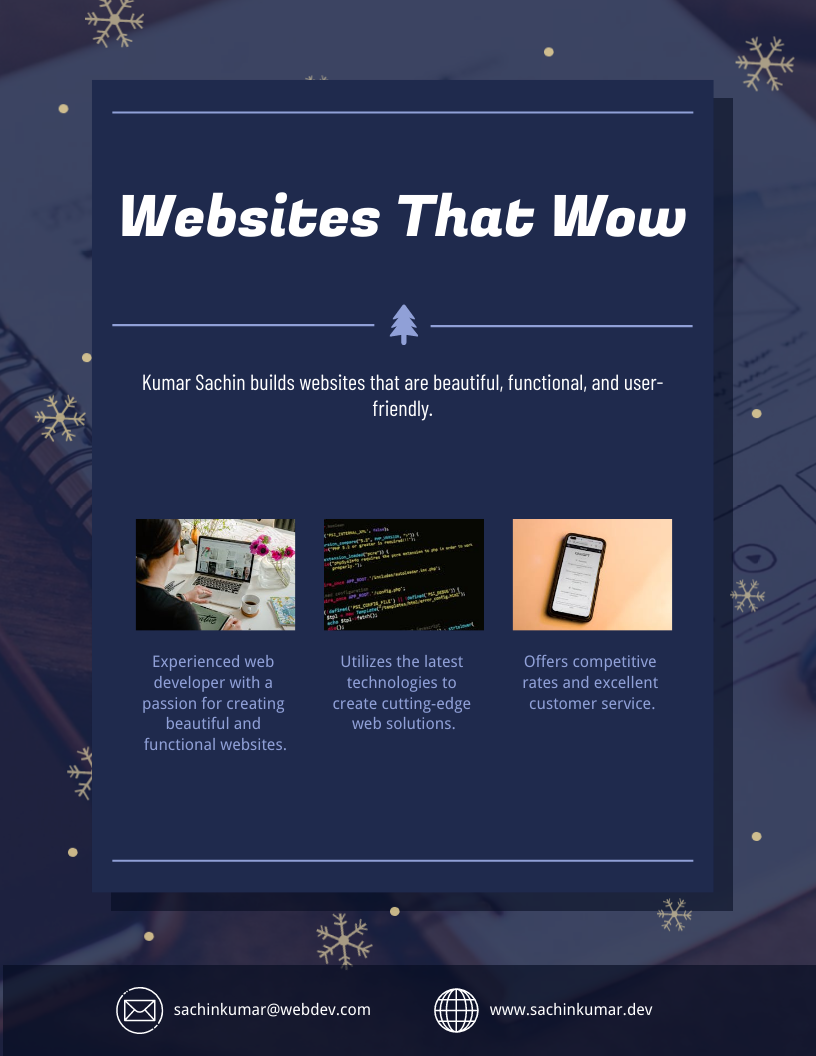 Websites That Wow
Kumar Sachin builds websites that are beautiful, functional, and user-
friendly.
Experienced web
developer with a
passion for creating
beautiful and
functional websites.
Utilizes the latest
technologies to
create cutting-edge
web solutions.
Offers competitive
rates and excellent
customer service.
sachinkumar@webdev.com
www.sachinkumar.dev